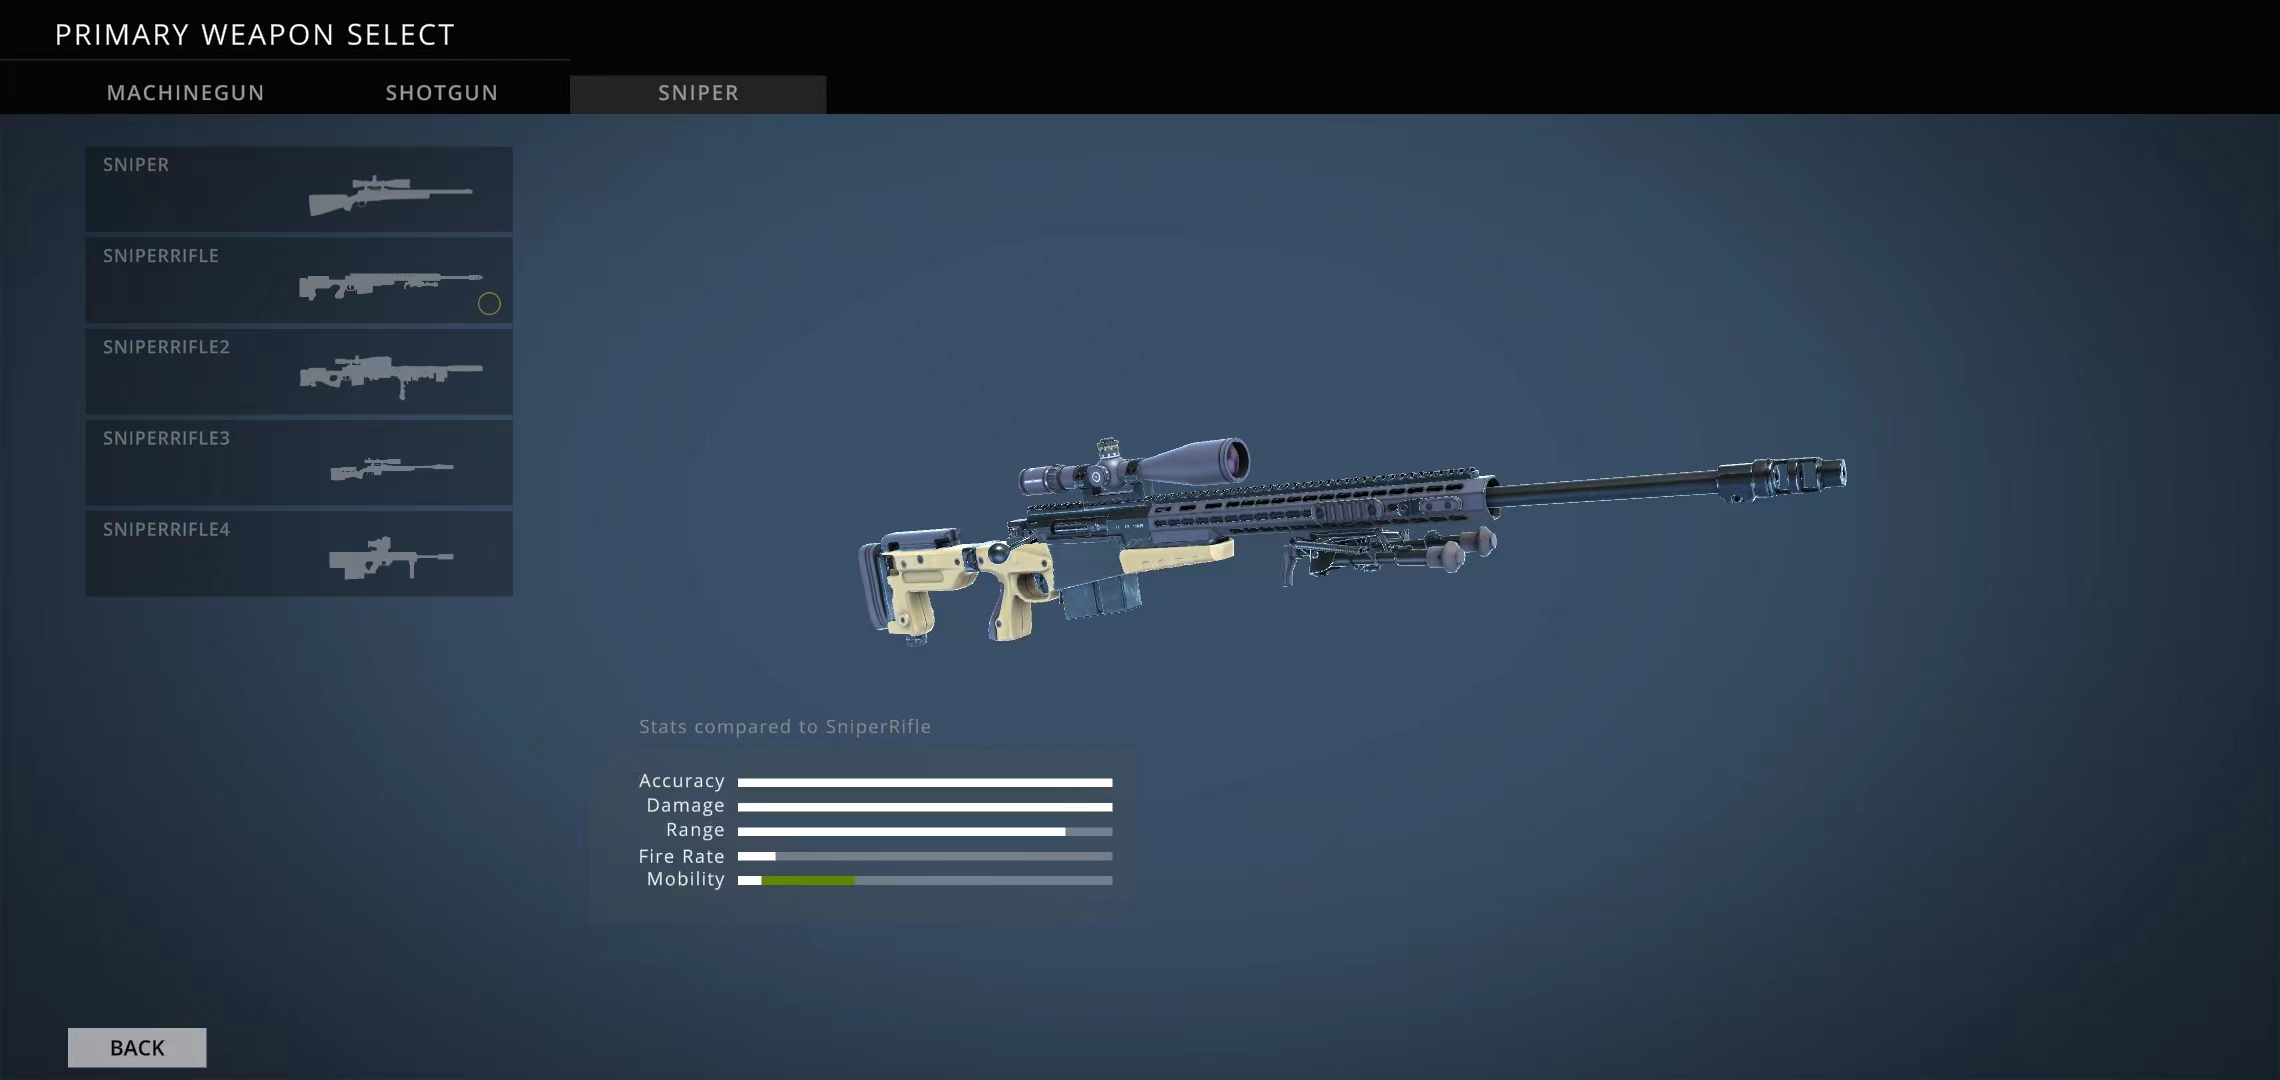 PRIMARY WEAPON SELECT
MACHINEGUN SHOTGUN SNIPER
SNIPER
SNIPERRIFLE
SNIPERRIFLE2
SNIPERRIFLE3
SNIPERRIFLE4
Stats compared to SniperRifle
Accuracy
Damage
Range
Fire Rate
Mobility
BACK